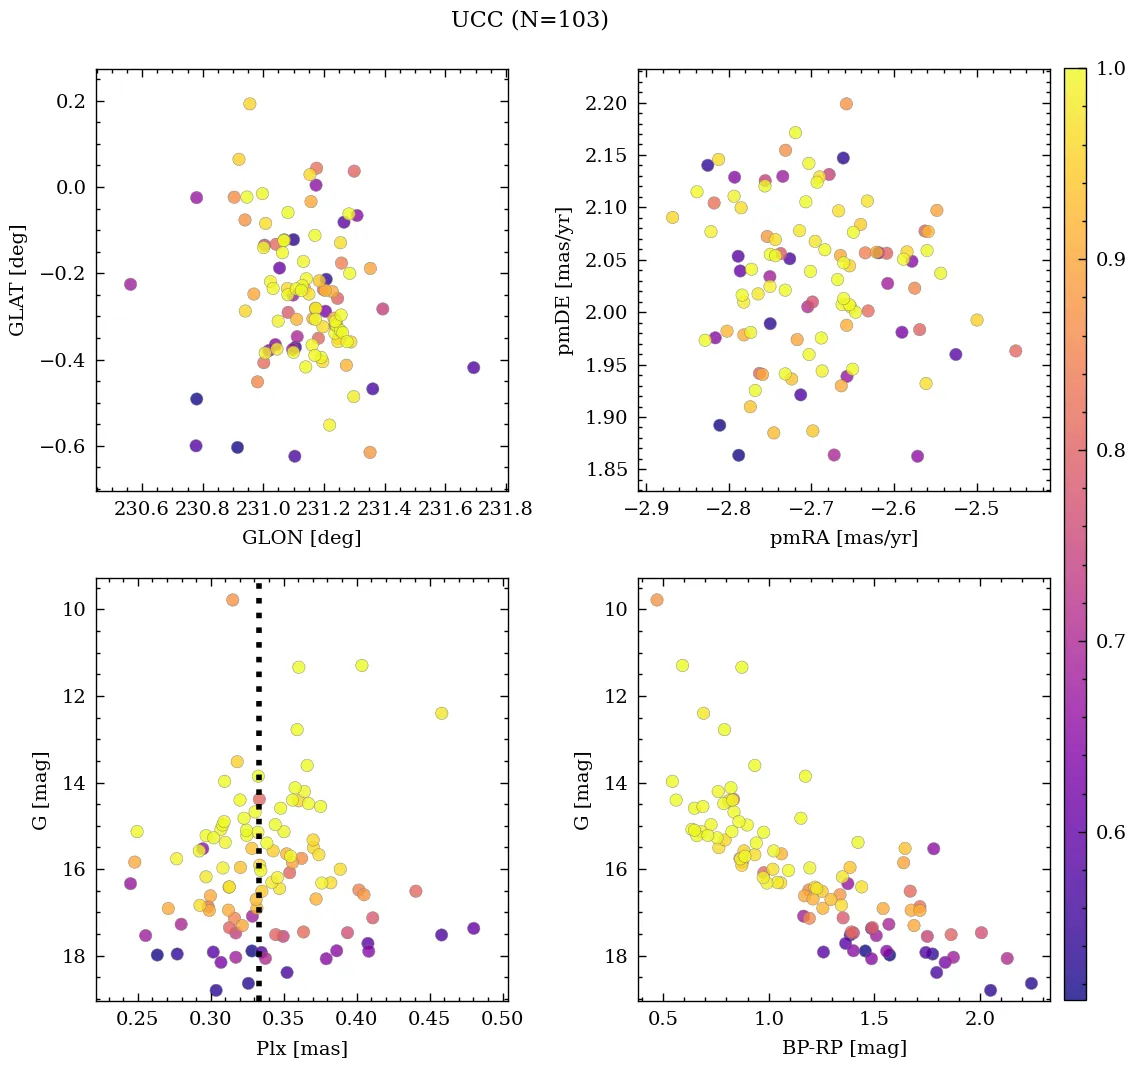 UCC (N=103)
0.2
0.0
−0.2
−0.4
−0.6
GLAT [deg]
230.6 230.8 231.0 231.2 231.4 231.6 231.8
GLON [deg]
2.20
2.15
2.10
2.05
2.00
1.95
1.90
1.85
pmDE [mas/yr]
−2.9 −2.8 −2.7 −2.6 −2.5
pmRA [mas/yr]
1.0
0.9
0.8
0.7
0.6
10
12
14
16
18
G [mag]
0.25 0.30 0.35 0.40 0.45 0.50
Plx [mas]
10
12
14
16
18
G [mag]
0.5 1.0 1.5 2.0
BP-RP [mag]